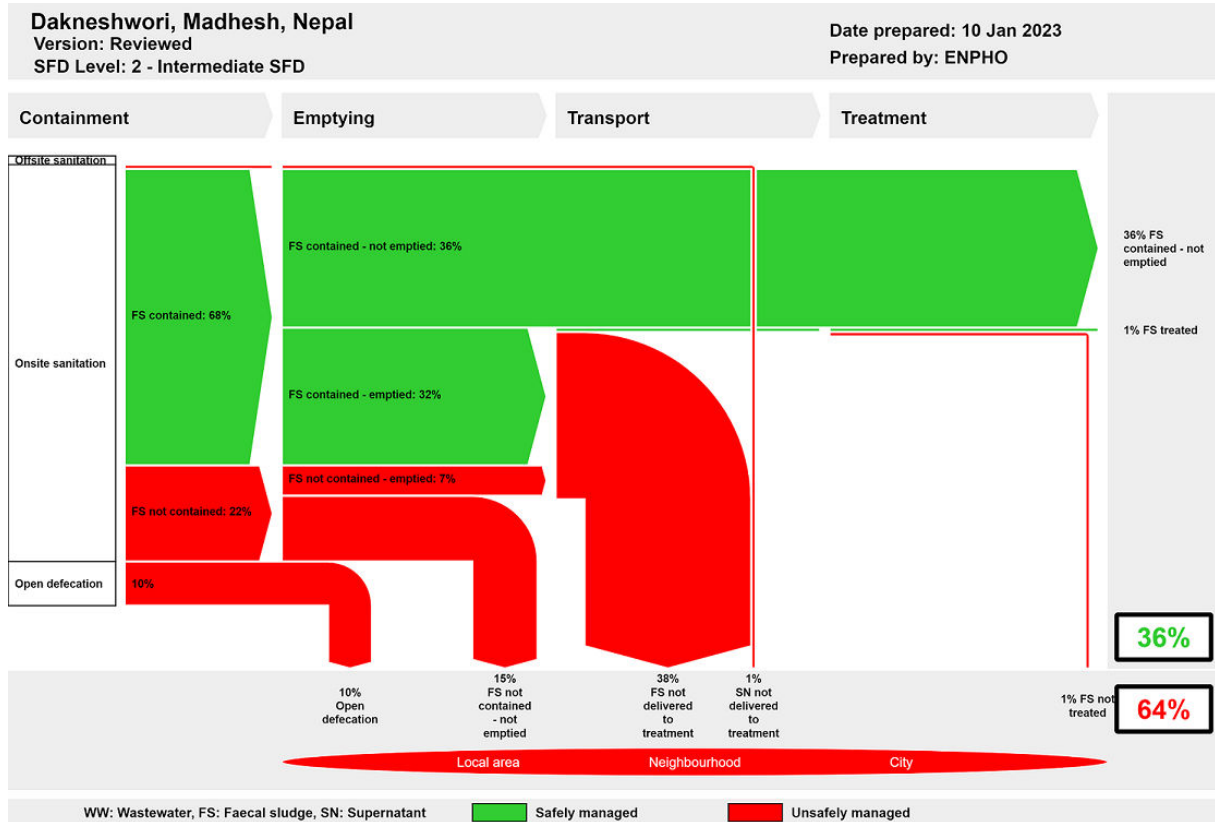 Dakneshwori, Madhesh, Nepal
Version: Reviewed
SFD Level: 2 - Intermediate SFD
Date prepared: 10 Jan 2023
Prepared by: ENPHO
Containment
Emptying
Transport
Treatment
Offsite sanitation
Onsite sanitation
Open defecation
FS contained: 68%
FS not contained: 22%
10%
FS contained - not emptied: 36%
FS contained - emptied: 32%
FS not contained - emptied: 7%
36% FS
contained - not
emptied
1% FS treated
36%
64%
10%
Open
defecation
15%
FS not
contained
- not
emptied
38%
FS not
delivered
to
treatment
1%
SN not
delivered
to
treatment
1% FS not
treated
Local area
Neighbourhood
City
WW: Wastewater, FS: Faecal sludge, SN: Supernatant
Safely managed
Unsafely managed